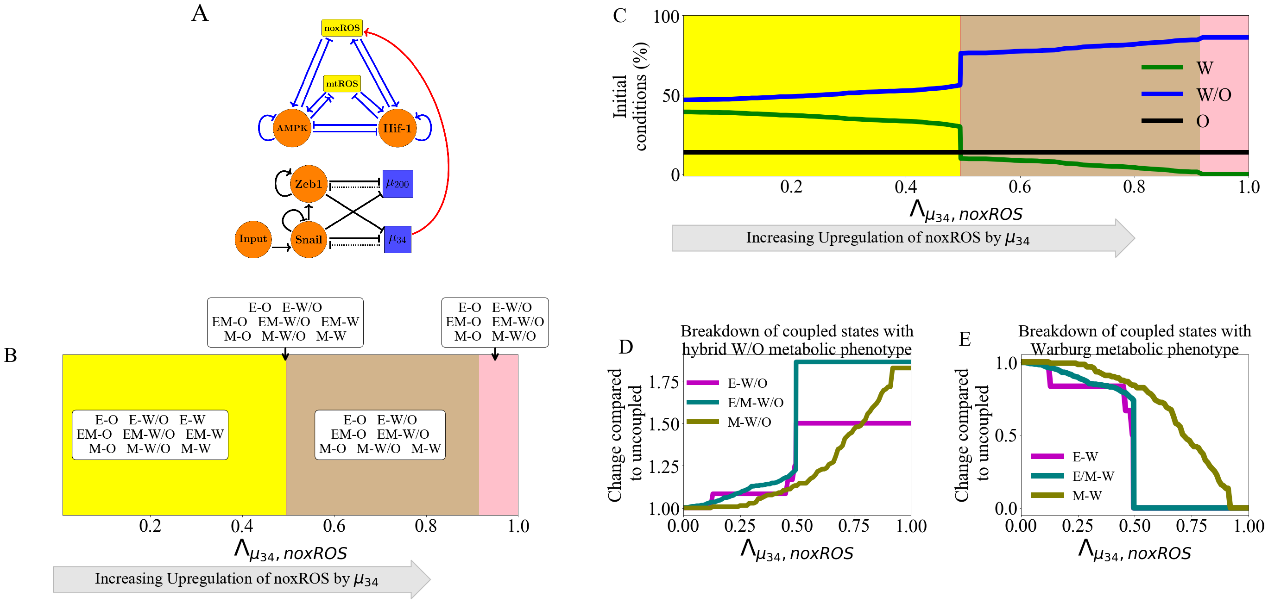 A
noxROS
mtROS
AMPK
Hif-1
Zeb1
μ200
Input
Snail
μ34
C
Initial
conditions (%)
100
50
0
W
W/O
O
0.2
0.4
0.6
0.8
1.0
Λμ34, noxROS
Increasing Upregulation of noxROS by μ34
B
E-O E-W/O
EM-O EM-W/O EM-W
M-O M-W/O M-W
E-O E-W/O
EM-O EM-W/O
M-O M-W/O
E-O E-W/O E-W
EM-O EM-W/O EM-W
M-O M-W/O M-W
E-O E-W/O
EM-O EM-W/O
M-O M-W/O M-W
0.2
0.4
0.6
0.8
1.0
Λμ34, noxROS
Increasing Upregulation of noxROS by μ34
D
Breakdown of coupled states with
hybrid W/O metabolic phenotype
Change compared
to uncoupled
1.75
1.50
1.25
1.00
E-W/O
E/M-W/O
M-W/O
0.00
0.25
0.50
0.75
1.00
Λμ34, noxROS
E
Breakdown of coupled states with
Warburg metabolic phenotype
Change compared
to uncoupled
1.0
0.5
0.0
E-W
E/M-W
M-W
0.00
0.25
0.50
0.75
1.00
Λμ34, noxROS